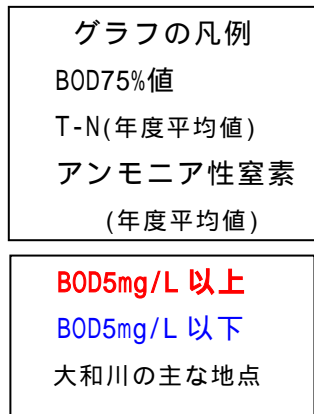 グラフの凡例
BOD75%値
T-N(年度平均値)
アンモニア性窒素
(年度平均値)
BOD5mg/L 以上
BOD5mg/L 以下
大和川の主な地点